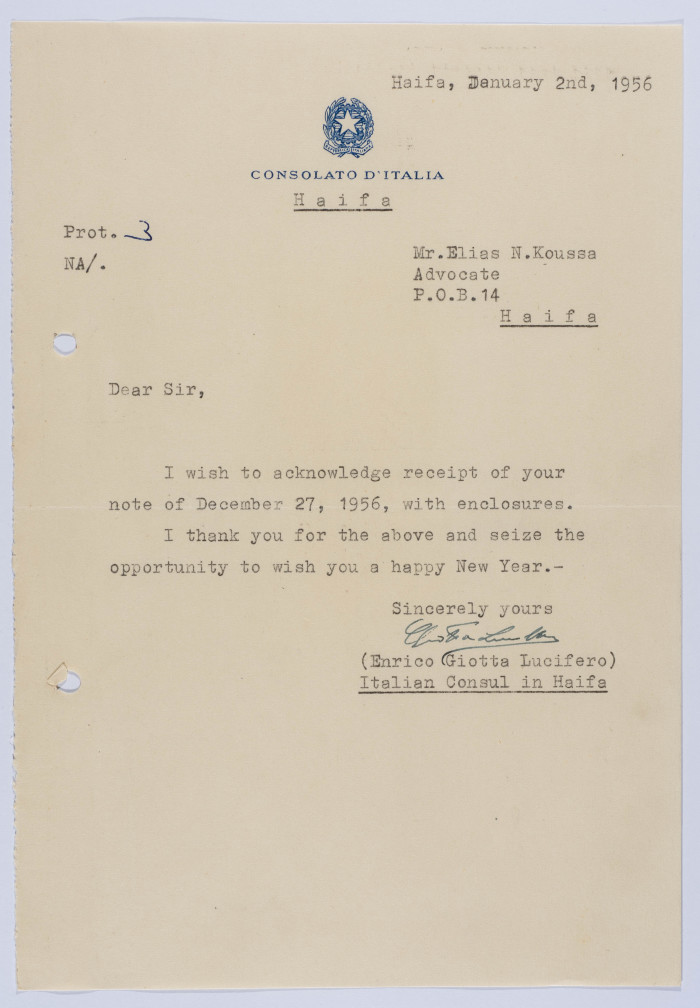 Haifa, January 2nd, 1956
CONSOLATO D'ITALIA
Haifa
Prot. 3
NA/.
Mr.Elias N.Koussa
Advocate
P.O.B.14
Haifa
Dear Sir,
I wish to acknowledge receipt of your
note of December 27, 1956, with enclosures.
I thank you for the above and seize the
opportunity to wish you a happy New Year.-
Sincerely yours
(Enrico Giotta Lucifero)
Italian Consul in Haifa